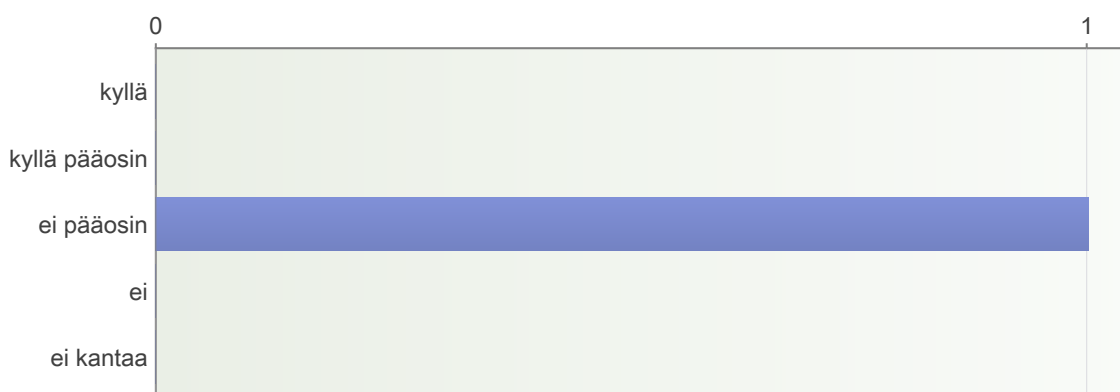 0 1
kyllä
kyllä pääosin
ei pääosin
ei
ei kantaa